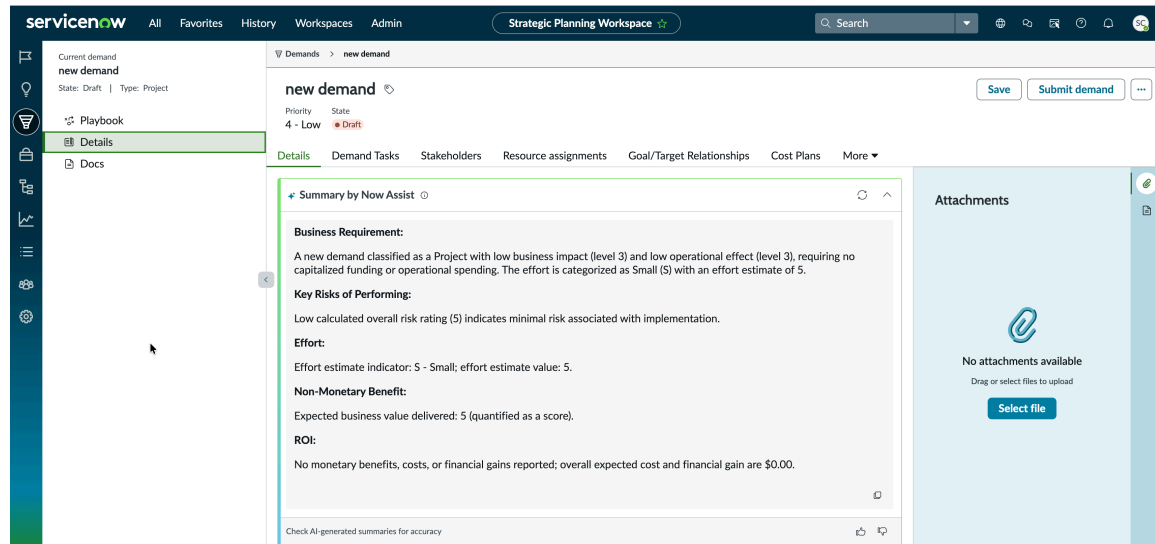 servicenow
All
Favorites
History
Workspaces
Admin
Strategic Planning Workspace
Search
SC
Current demand
new demand
State: Draft | Type: Project
Playbook
Details
Docs
Demands > new demand
new demand
Priority
State
4 - Low
Draft
Save
Submit demand
Details
Demand Tasks
Stakeholders
Resource assignments
Goal/Target Relationships
Cost Plans
More
Summary by Now Assist
Business Requirement:
A new demand classified as a Project with low business impact (level 3) and low operational effect (level 3), requiring no
capitalized funding or operational spending. The effort is categorized as Small (S) with an effort estimate of 5.
Key Risks of Performing:
Low calculated overall risk rating (5) indicates minimal risk associated with implementation.
Effort:
Effort estimate indicator: S - Small; effort estimate value: 5.
Non-Monetary Benefit:
Expected business value delivered: 5 (quantified as a score).
ROI:
No monetary benefits, costs, or financial gains reported; overall expected cost and financial gain are $0.00.
Check AI-generated summaries for accuracy
Attachments
No attachments available
Drag or select files to upload
Select file